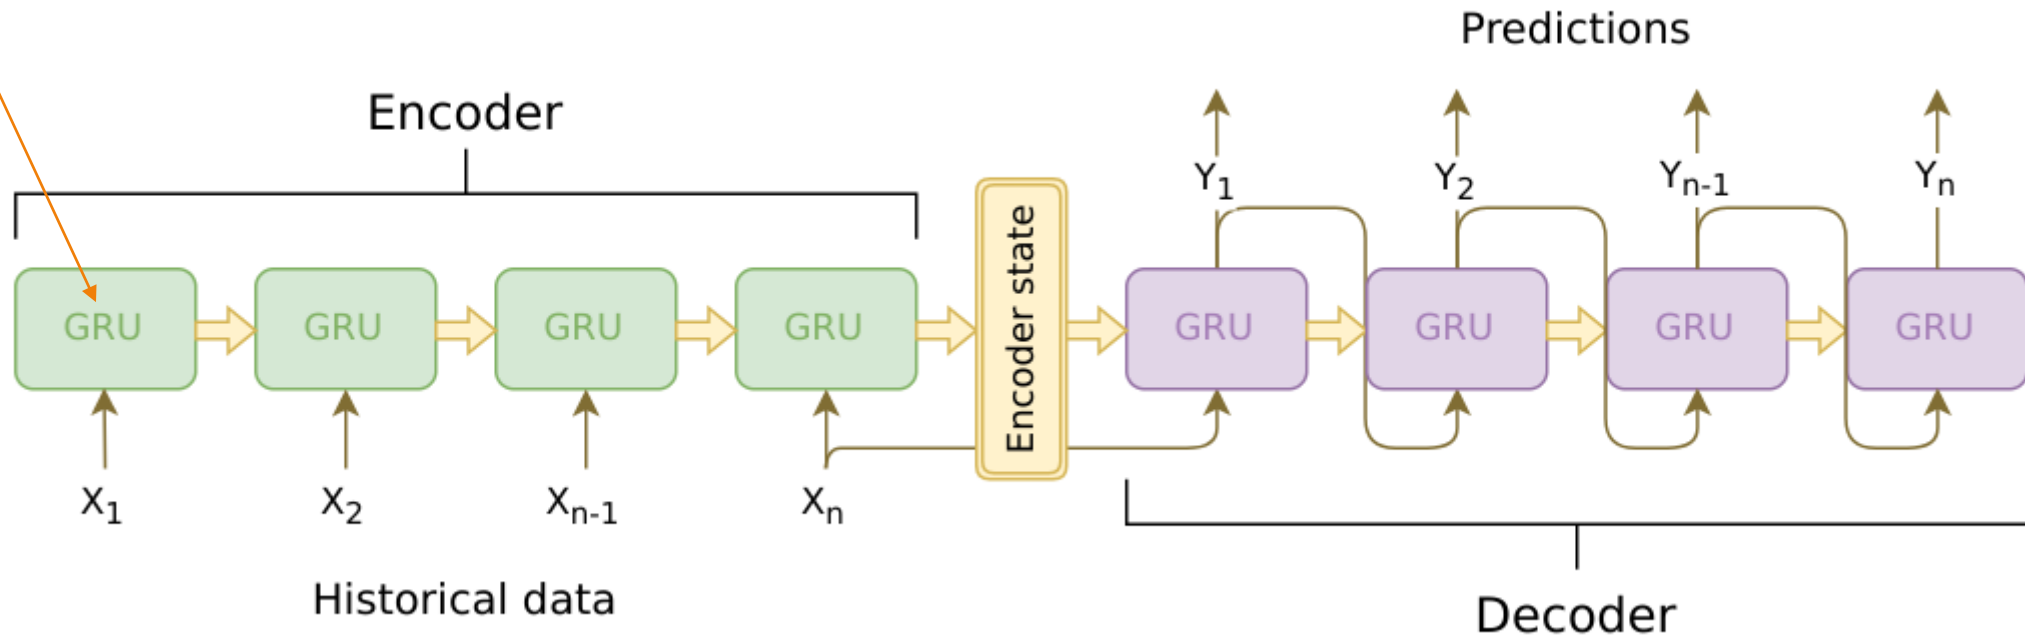 Predictions
Encoder
Y1 Y2 Yn-1 Yn
Encoder state
GRU GRU GRU GRU GRU GRU GRU GRU
X1 X2 Xn-1 Xn
Historical data
Decoder